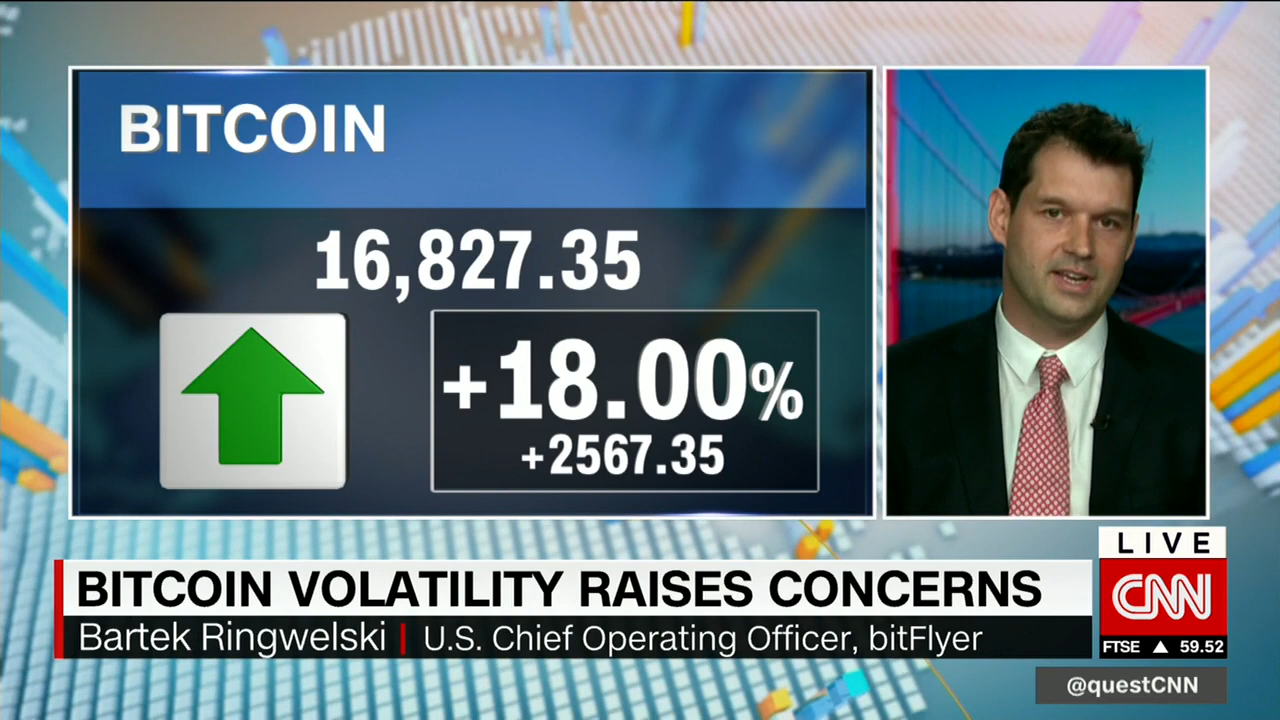 BITCOIN
16,827.35
+18.00%
+2567.35
LIVE
BITCOIN VOLATILITY RAISES CONCERNS
CNN
Bartek Ringwelski | U.S. Chief Operating Officer, bitFlyer
FTSE ▲ 59.52
@questCNN